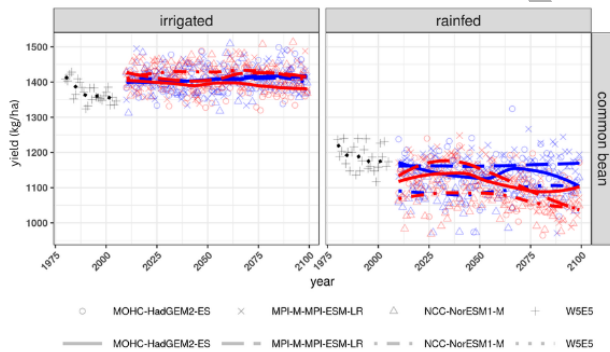 irrigated
rainfed
common bean
yield (kg/ha)
1500
1400
1300
1200
1100
1000
1975 2000 2025 2050 2075 2100 1975 2000 2025 2050 2075 2100
year
MOHC-HadGEM2-ES MPI-M-MPI-ESM-LR NCC-NorESM1-M W5E5
MOHC-HadGEM2-ES MPI-M-MPI-ESM-LR NCC-NorESM1-M W5E5